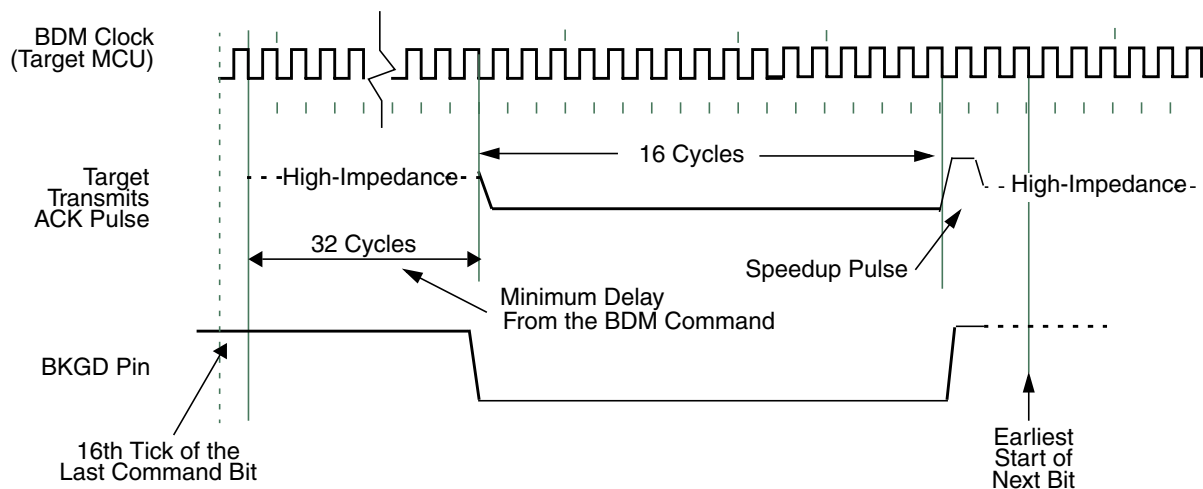 BDM Clock
(Target MCU)
16 Cycles
Target
Transmits
ACK Pulse
High-Impedance
High-Impedance
32 Cycles
Speedup Pulse
Minimum Delay
From the BDM Command
BKGD Pin
16th Tick of the
Last Command Bit
Earliest
Start of
Next Bit